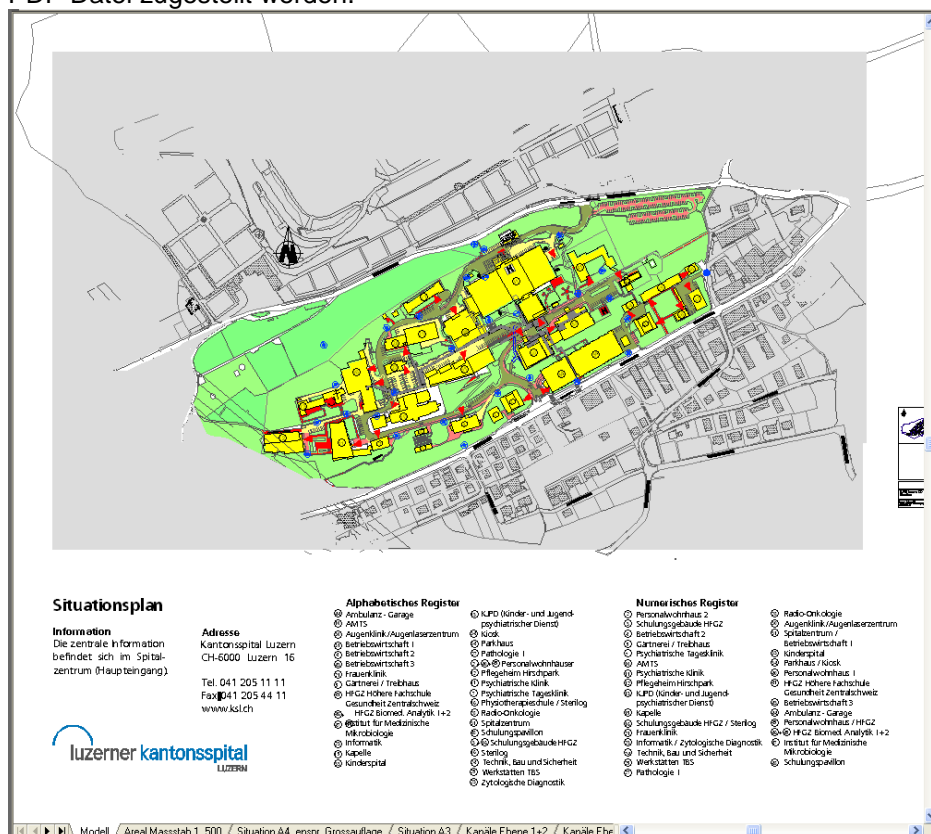 PDF-Datei zugestellt werden.
Situationsplan
Information
Die zentrale Information
befindet sich im Spital-
zentrum (Haupteingang).
Adresse
Kantonsspital Luzern
CH-6000 Luzern 16
Tel. 041 205 11 11
Fax 041 205 44 11
www.ksl.ch
luzerner kantonsspital
LUZERN
Alphabetisches Register
Ambulanz - Garage
AMTS
Augenklinik/Augenlaserzentrum
Betriebswirtschaft 1
Betriebswirtschaft 2
Betriebswirtschaft 3
Frauenklinik
Gärtnerei / Treibhaus
HFGZ Höhere Fachschule
Gesundheit Zentralschweiz
HFGZ Biomed. Analytik 1+2
Institut für Medizinische
Mikrobiologie
Informatik
Kapelle
Kinderspital
KJPD (Kinder- und Jugend-
psychiatrischer Dienst)
Kiosk
Parkhaus
Pathologie 1
Personalwohnhäuser
Pflegeheim Hirschpark
Psychiatrische Klinik
Psychiatrische Tagesklinik
Physiotherapieschule / Sterilog
Radio-Onkologie
Spitalzentrum
Schulungspavillon
Schulungsgebäude HFGZ
Sterilog
Technik, Bau und Sicherheit
Werkstätten TBS
Zytologische Diagnostik
Numerisches Register
Personalwohnhaus 2
Schulungsgebäude HFGZ
Betriebswirtschaft 2
Gärtnerei / Treibhaus
Psychiatrische Tagesklinik
AMTS
Psychiatrische Klinik
Pflegeheim Hirschpark
KJPD (Kinder- und Jugend-
psychiatrischer Dienst)
Kapelle
Schulungsgebäude HFGZ / Sterilog
Frauenklinik
Informatik / Zytologische Diagnostik
Technik, Bau und Sicherheit
Werkstätten TBS
Pathologie 1
Radio-Onkologie
Augenklinik/Augenlaserzentrum
Spitalzentrum /
Betriebswirtschaft 1
Kinderspital
Parkhaus / Kiosk
Personalwohnhaus 1
HFGZ Höhere Fachschule
Gesundheit Zentralschweiz
Betriebswirtschaft 3
Ambulanz - Garage
Personalwohnhaus / HFGZ
HFGZ Biomed. Analytik 1+2
Institut für Medizinische
Mikrobiologie
Schulungspavillon
Modell / Areal Massstab 1_500 / Situation A4_enspr. Grossauflage / Situation A3 / Kanäle Ebene 1+2 / Kanäle Ebe